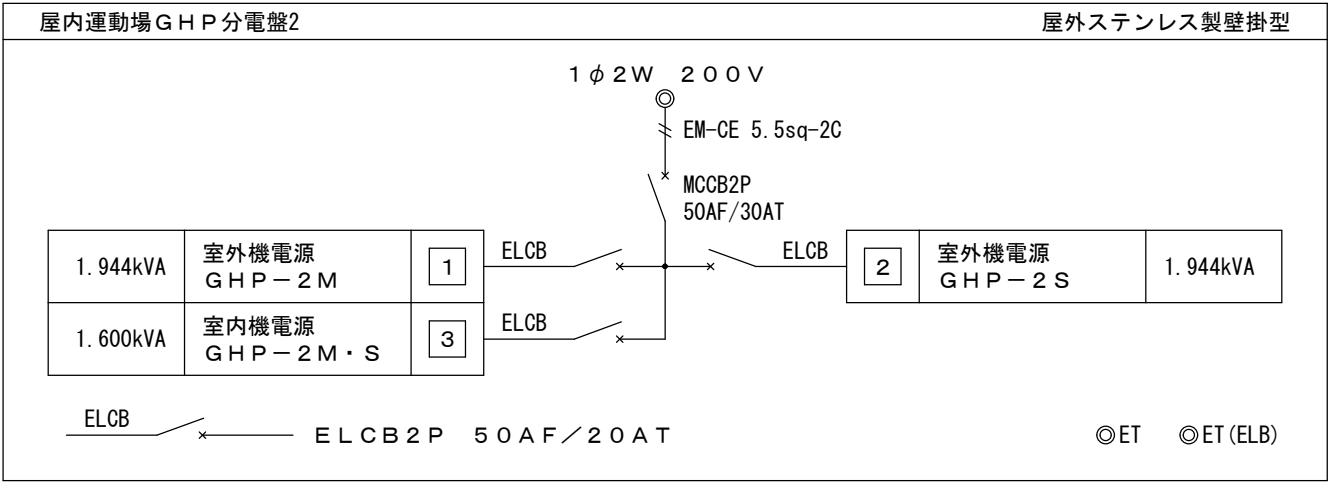 屋内運動場ＧＨＰ分電盤2
屋外ステンレス製壁掛型
１φ２Ｗ　２００Ｖ
EM-CE 5.5sq-2C
MCCB2P
50AF/30AT
1.944kVA
室外機電源
ＧＨＰ－２Ｍ
1
ELCB
ELCB
2
室外機電源
ＧＨＰ－２Ｓ
1.944kVA
1.600kVA
室内機電源
ＧＨＰ－２Ｍ・Ｓ
3
ELCB
ELCB
ＥＬＣＢ２Ｐ　５０ＡＦ／２０ＡＴ
◎ET
◎ET(ELB)